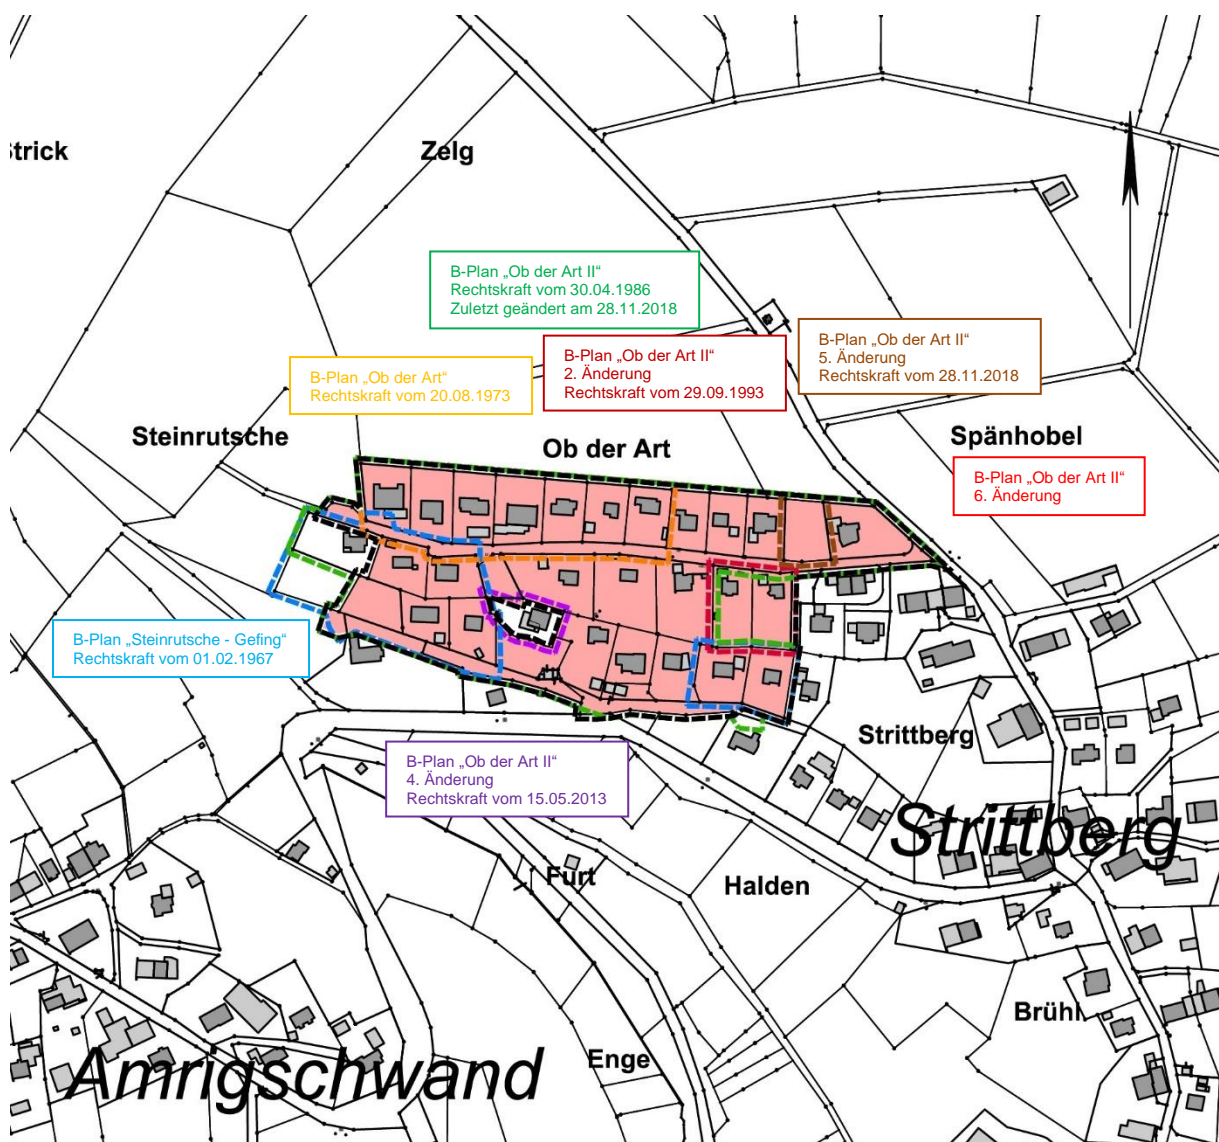 Zelg
B-Plan „Ob der Art II“
Rechtskraft vom 30.04.1986
Zuletzt geändert am 28.11.2018
B-Plan „Ob der Art“
Rechtskraft vom 20.08.1973
B-Plan „Ob der Art II“
2. Änderung
Rechtskraft vom 29.09.1993
B-Plan „Ob der Art II“
5. Änderung
Rechtskraft vom 28.11.2018
Steinrutsche
Ob der Art
Spänhobel
B-Plan „Ob der Art II“
6. Änderung
B-Plan „Steinrutsche - Gefing“
Rechtskraft vom 01.02.1967
Strittberg
B-Plan „Ob der Art II“
4. Änderung
Rechtskraft vom 15.05.2013
Strittberg
Furt
Halden
Brühl
Enge
Amrigschwand